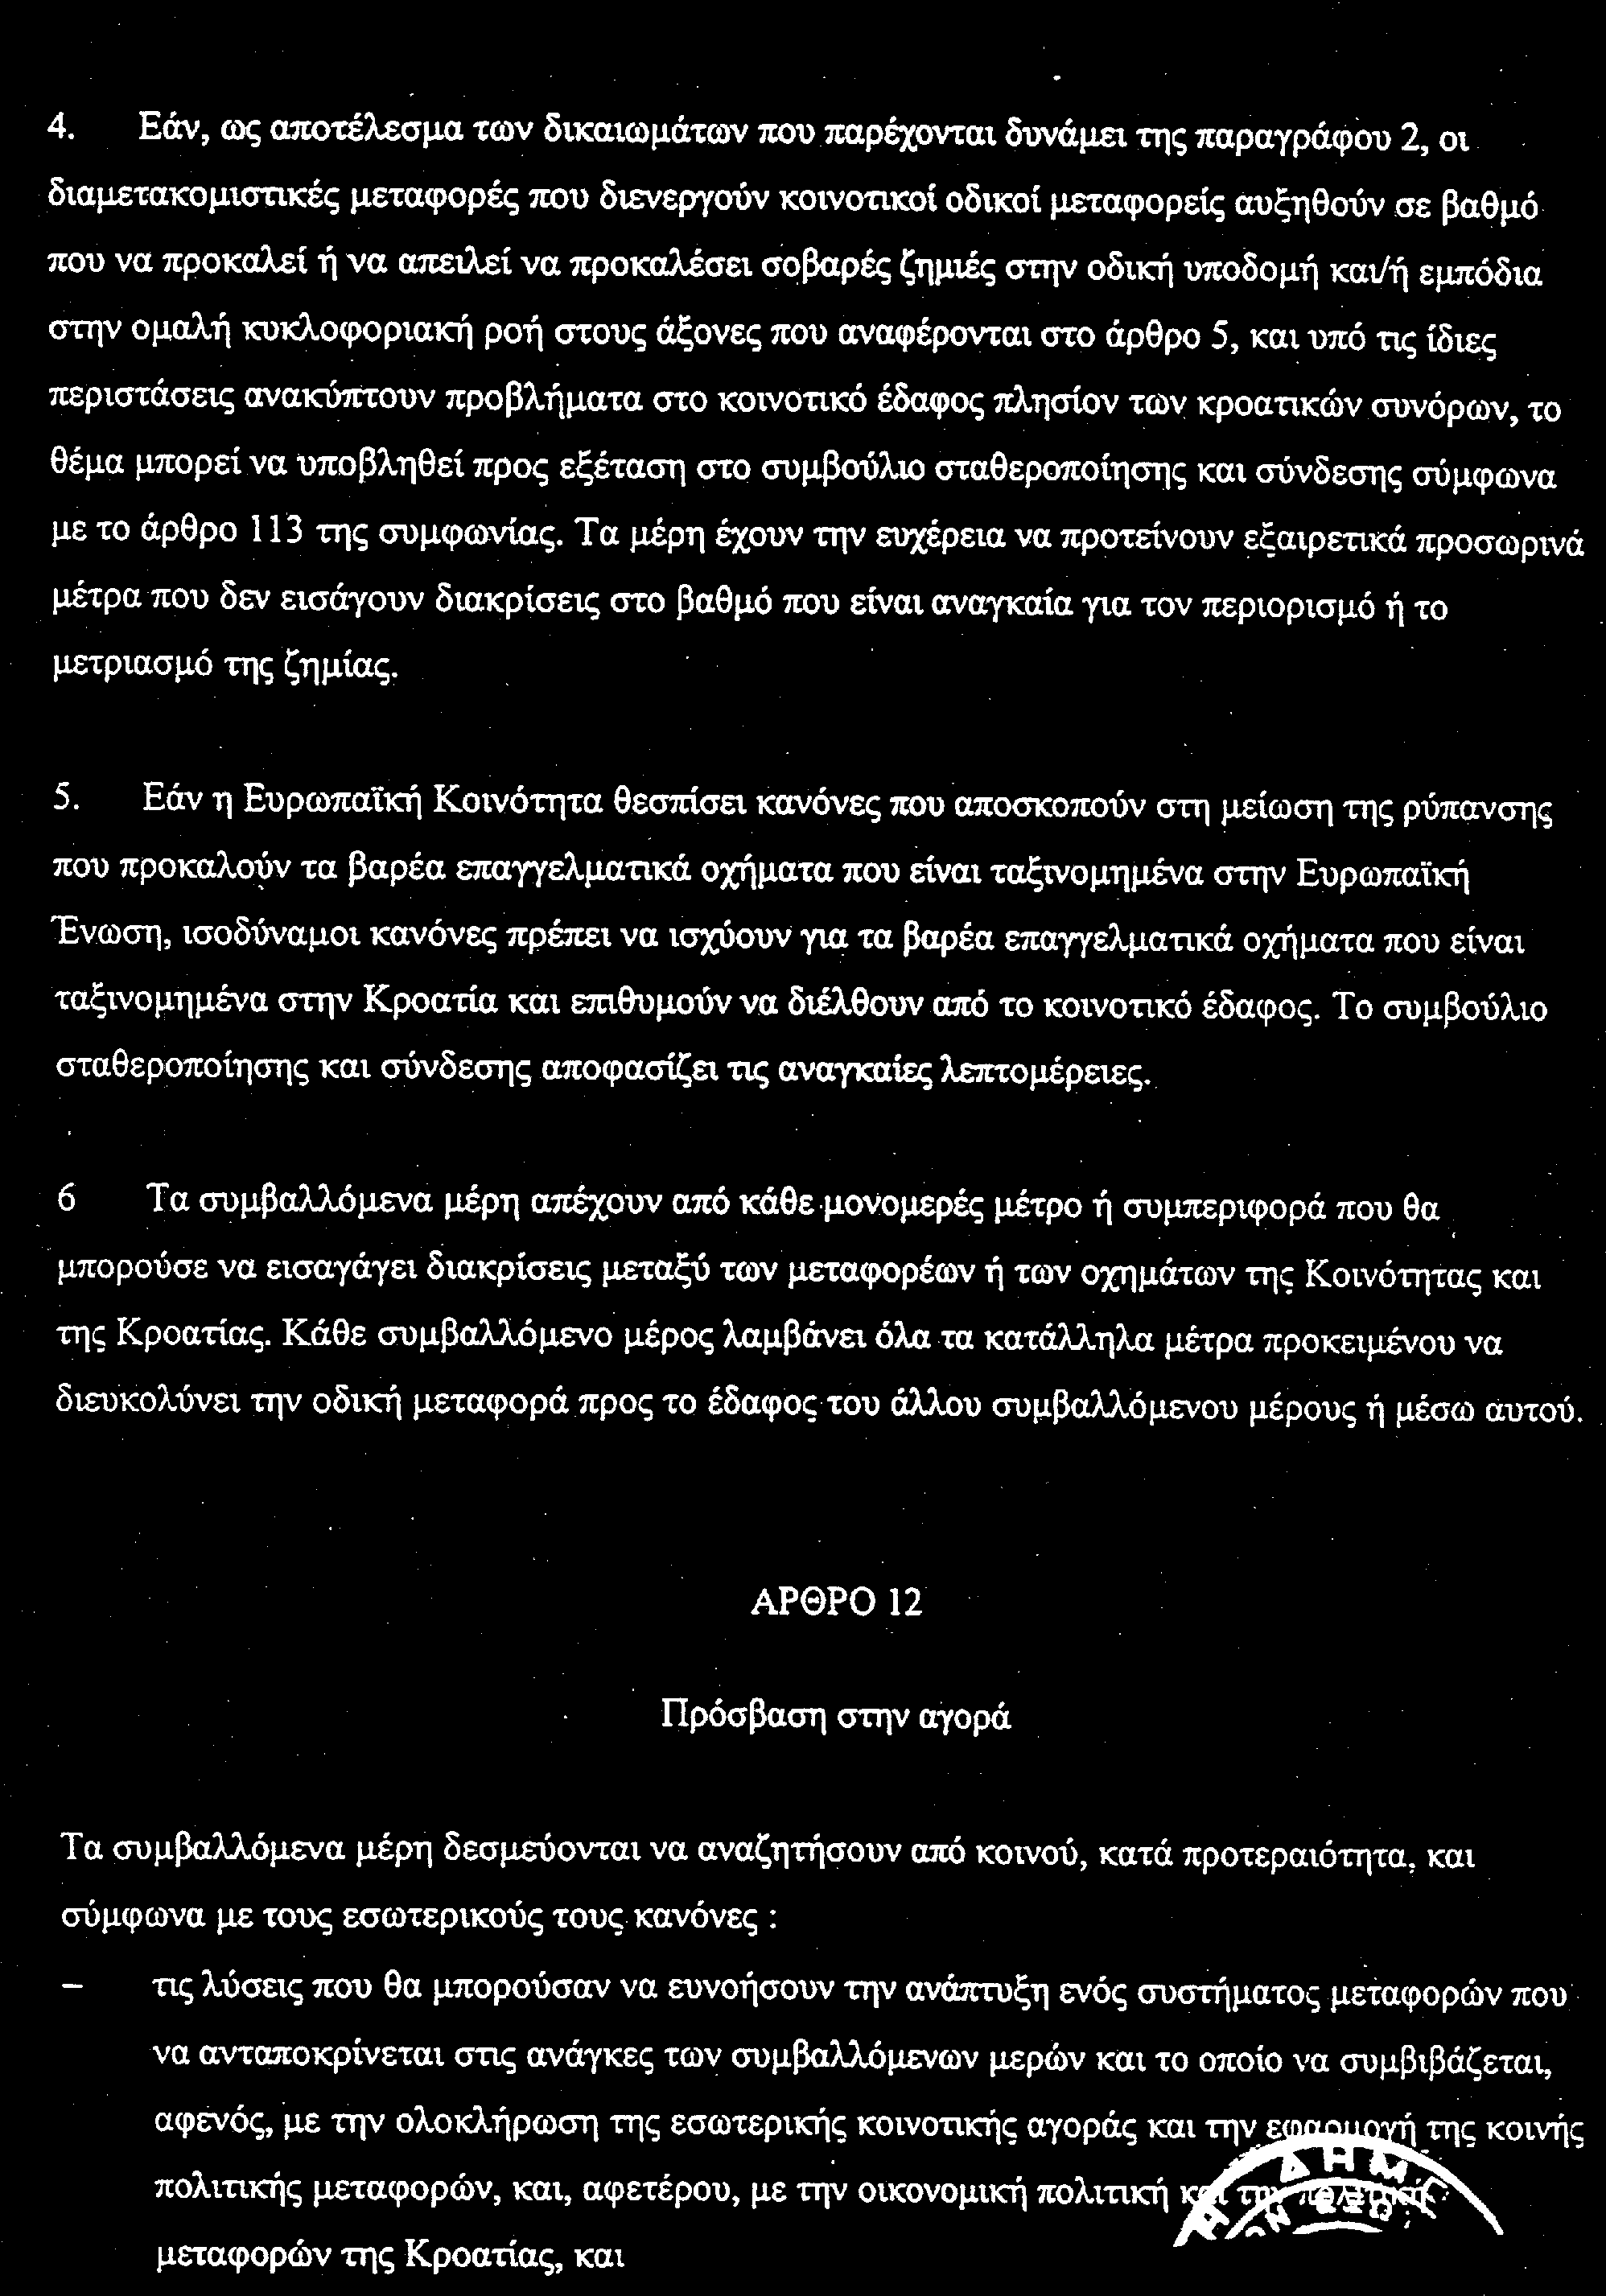 4. Εάν, ως αποτέλεσμα των δικαιωμάτων που παρέχονται δυνάμει της παραγράφου 2, οι
διαμετακομιστικές μεταφορές που διενεργούν κοινοτικοί οδικοί μεταφορείς αυξηθούν σε βαθμό
που να προκαλεί ή να απειλεί να προκαλέσει σοβαρές ζημιές στην οδική υποδομή και/ή εμπόδια
στην ομαλή κυκλοφοριακή ροή στους άξονες που αναφέρονται στο άρθρο 5, και υπό τις ίδιες
περιστάσεις ανακύπτουν προβλήματα στο κοινοτικό έδαφος πλησίον των κροατικών συνόρων, το
θέμα μπορεί να υποβληθεί προς εξέταση στο συμβούλιο σταθεροποίησης και σύνδεσης σύμφωνα
με το άρθρο 113 της συμφωνίας. Τα μέρη έχουν την ευχέρεια να προτείνουν εξαιρετικά προσωρινά
μέτρα που δεν εισάγουν διακρίσεις στο βαθμό που είναι αναγκαία για τον περιορισμό ή το
μετριασμό της ζημίας.
5. Εάν η Ευρωπαϊκή Κοινότητα θεσπίσει κανόνες που αποσκοπούν στη μείωση της ρύπανσης
που προκαλούν τα βαρέα επαγγελματικά οχήματα που είναι ταξινομημένα στην Ευρωπαϊκή
Ένωση, ισοδύναμοι κανόνες πρέπει να ισχύουν για τα βαρέα επαγγελματικά οχήματα που είναι
ταξινομημένα στην Κροατία και επιθυμούν να διέλθουν από το κοινοτικό έδαφος. Το συμβούλιο
σταθεροποίησης και σύνδεσης αποφασίζει τις αναγκαίες λεπτομέρειες.
6 Τα συμβαλλόμενα μέρη απέχουν από κάθε μονομερές μέτρο ή συμπεριφορά που θα
μπορούσε να εισαγάγει διακρίσεις μεταξύ των μεταφορέων ή των οχημάτων της Κοινότητας και
της Κροατίας. Κάθε συμβαλλόμενο μέρος λαμβάνει όλα τα κατάλληλα μέτρα προκειμένου να
διευκολύνει την οδική μεταφορά προς το έδαφος του άλλου συμβαλλόμενου μέρους ή μέσω αυτού.
ΑΡΘΡΟ 12
Πρόσβαση στην αγορά
Τα συμβαλλόμενα μέρη δεσμεύονται να αναζητήσουν από κοινού, κατά προτεραιότητα, και
σύμφωνα με τους εσωτερικούς τους κανόνες :
– τις λύσεις που θα μπορούσαν να ευνοήσουν την ανάπτυξη ενός συστήματος μεταφορών που
να ανταποκρίνεται στις ανάγκες των συμβαλλόμενων μερών και το οποίο να συμβιβάζεται,
αφενός, με την ολοκλήρωση της εσωτερικής κοινοτικής αγοράς και την εφαρμογή της κοινής
πολιτικής μεταφορών, και, αφετέρου, με την οικονομική πολιτική και την
μεταφορών της Κροατίας, και